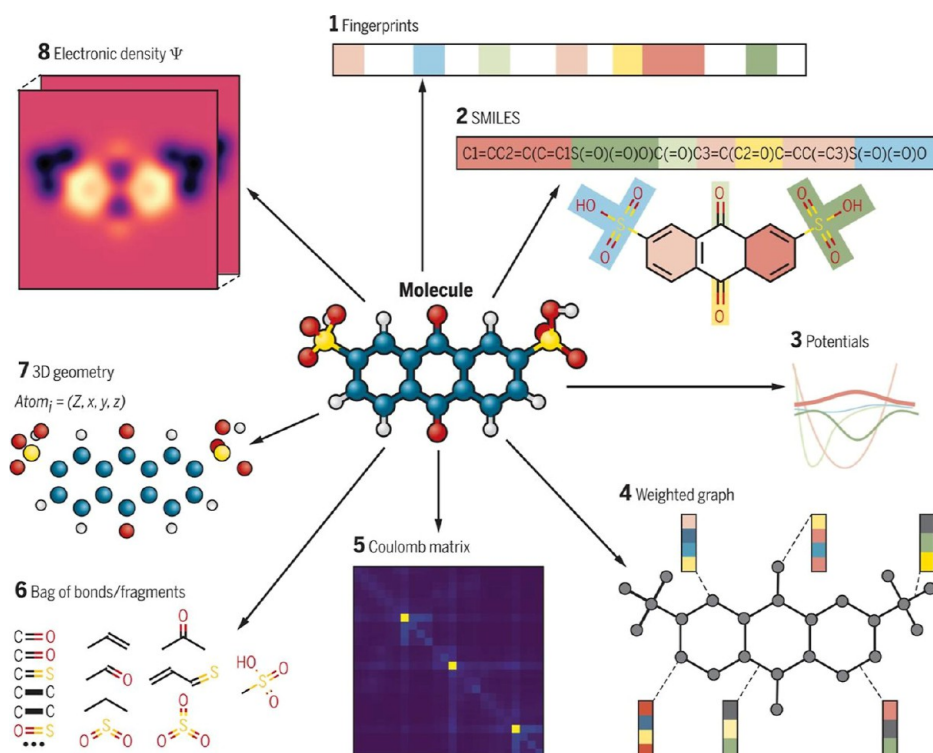 1 Fingerprints
8 Electronic density Ψ
2 SMILES
C1=CC2=C(C=C1S(=O)(=O)O)C(=O)C3=C(C2=O)C=CC(=C3)S(=O)(=O)O
HO
O
O
S
O
O
S
OH
O
O
O
Molecule
3 Potentials
7 3D geometry
Atomi = (Z, x, y, z)
4 Weighted graph
5 Coulomb matrix
6 Bag of bonds/fragments
C=O
C=O
C=S
C C
C C
O=S
•••
O
O
S
HO
O
S
O
S
O
O
O
S
O
O